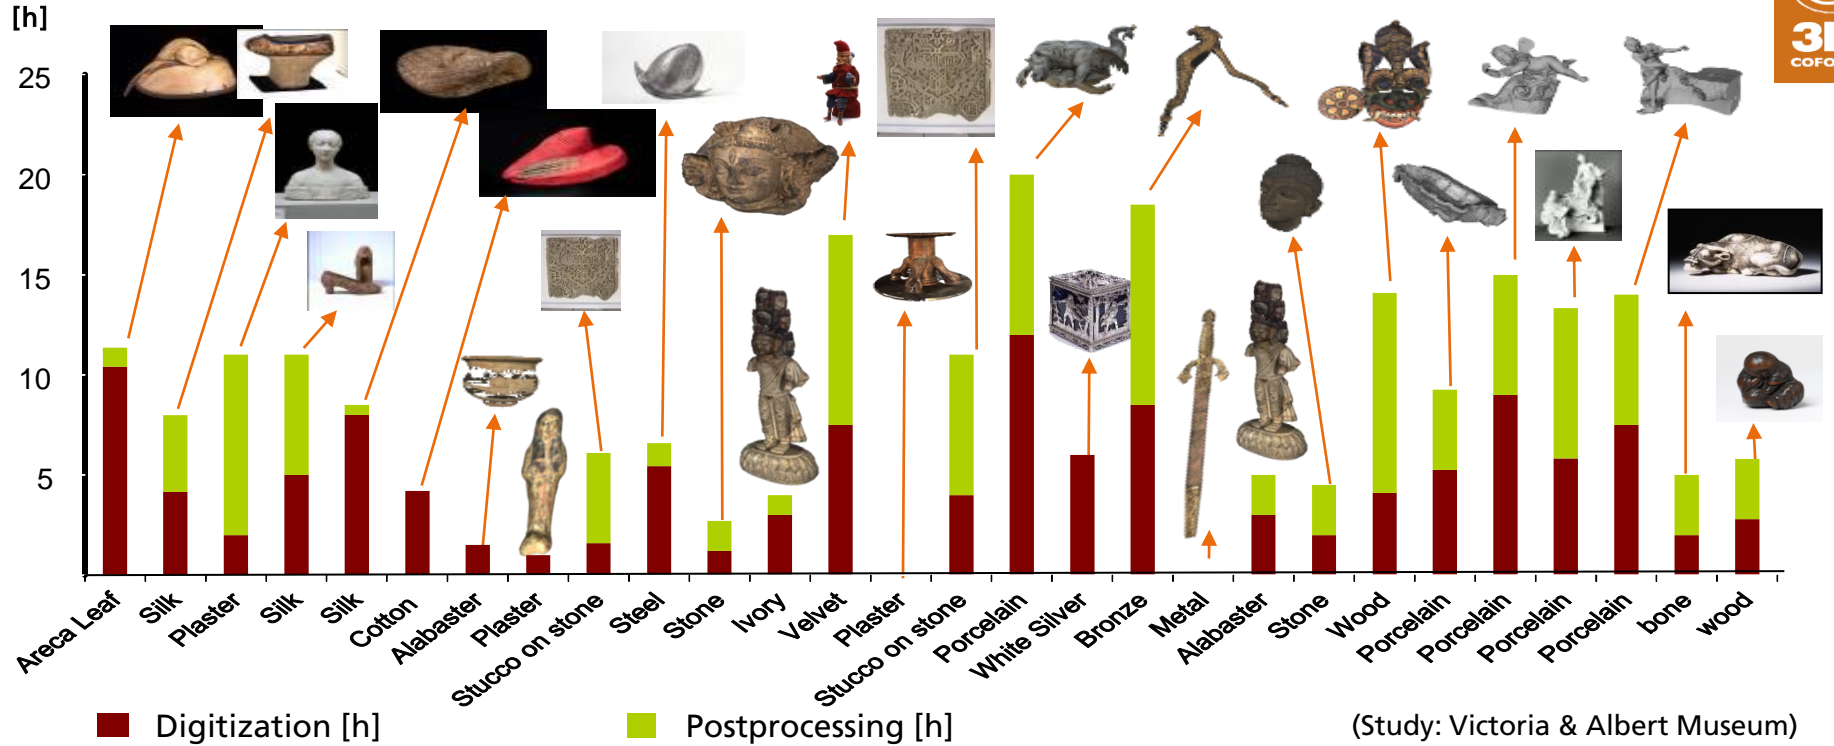 [h]
3D
COFO
25
20
15
10
5
Areca Leaf
Silk
Plaster
Silk
Silk
Cotton
Alabaster
Plaster
Stucco on stone
Steel
Stone
Ivory
Velvet
Plaster
Stucco on stone
Porcelain
White Silver
Bronze
Metal
Alabaster
Stone
Wood
Porcelain
Porcelain
Porcelain
Porcelain
bone
wood
Digitization [h]
Postprocessing [h]
(Study: Victoria & Albert Museum)